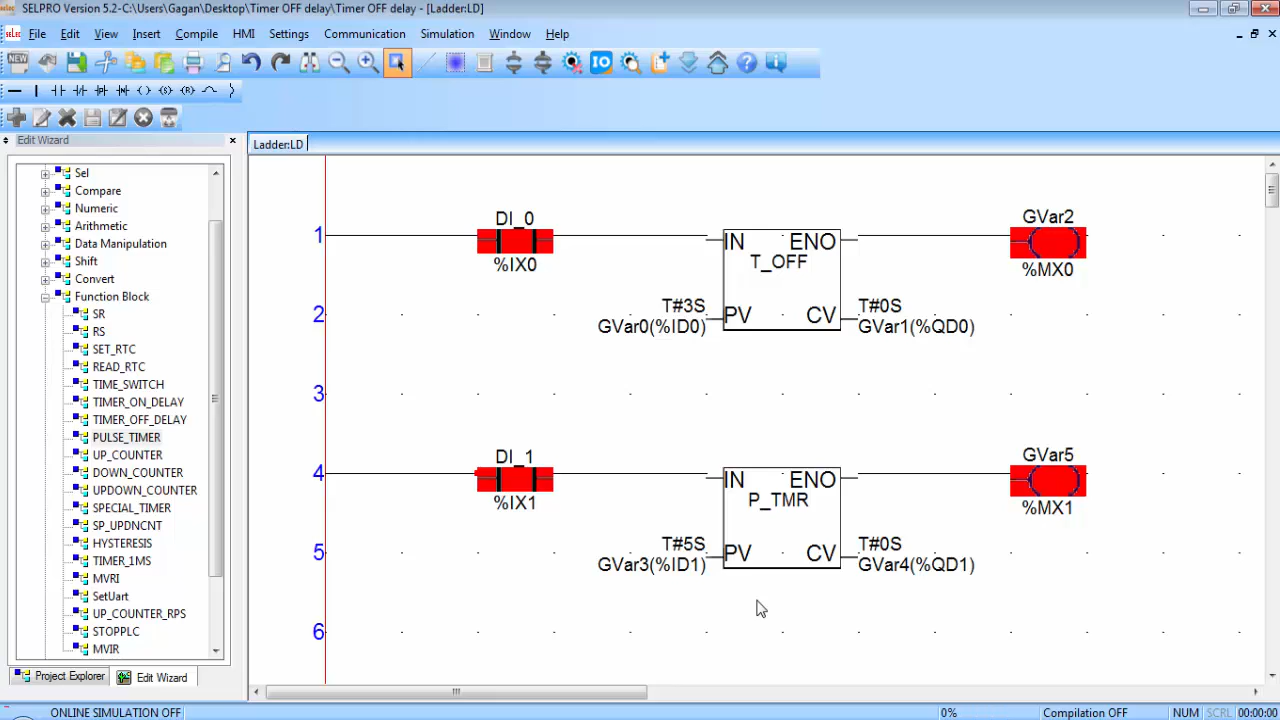 SELPRO Version 5.2-C:\Users\Gagan\Desktop\Timer OFF delay\Timer OFF delay - [Ladder:LD]
File Edit View Insert Compile HMI Settings Communication Simulation Window Help
NEW IO
(S) (R)
Edit Wizard
Ladder:LD
Sel
Compare
Numeric
Arithmetic
Data Manipulation
Shift
Convert
Function Block
SR
RS
SET_RTC
READ_RTC
TIME_SWITCH
TIMER_ON_DELAY
TIMER_OFF_DELAY
PULSE_TIMER
UP_COUNTER
DOWN_COUNTER
UPDOWN_COUNTER
SPECIAL_TIMER
SP_UPDNCNT
HYSTERESIS
TIMER_1MS
MVRI
SetUart
UP_COUNTER_RPS
STOPPLC
MVIR
Project Explorer Edit Wizard
DI_0 GVar2
1 IN ENO
%IX0 T_OFF %MX0
2 T#3S PV CV T#0S
GVar0(%ID0) GVar1(%QD0)
3
DI_1 GVar5
4 IN ENO
%IX1 P_TMR %MX1
5 T#5S PV CV T#0S
GVar3(%ID1) GVar4(%QD1)
6
ONLINE SIMULATION OFF 0% Compilation OFF NUM SCRL 00:00:00